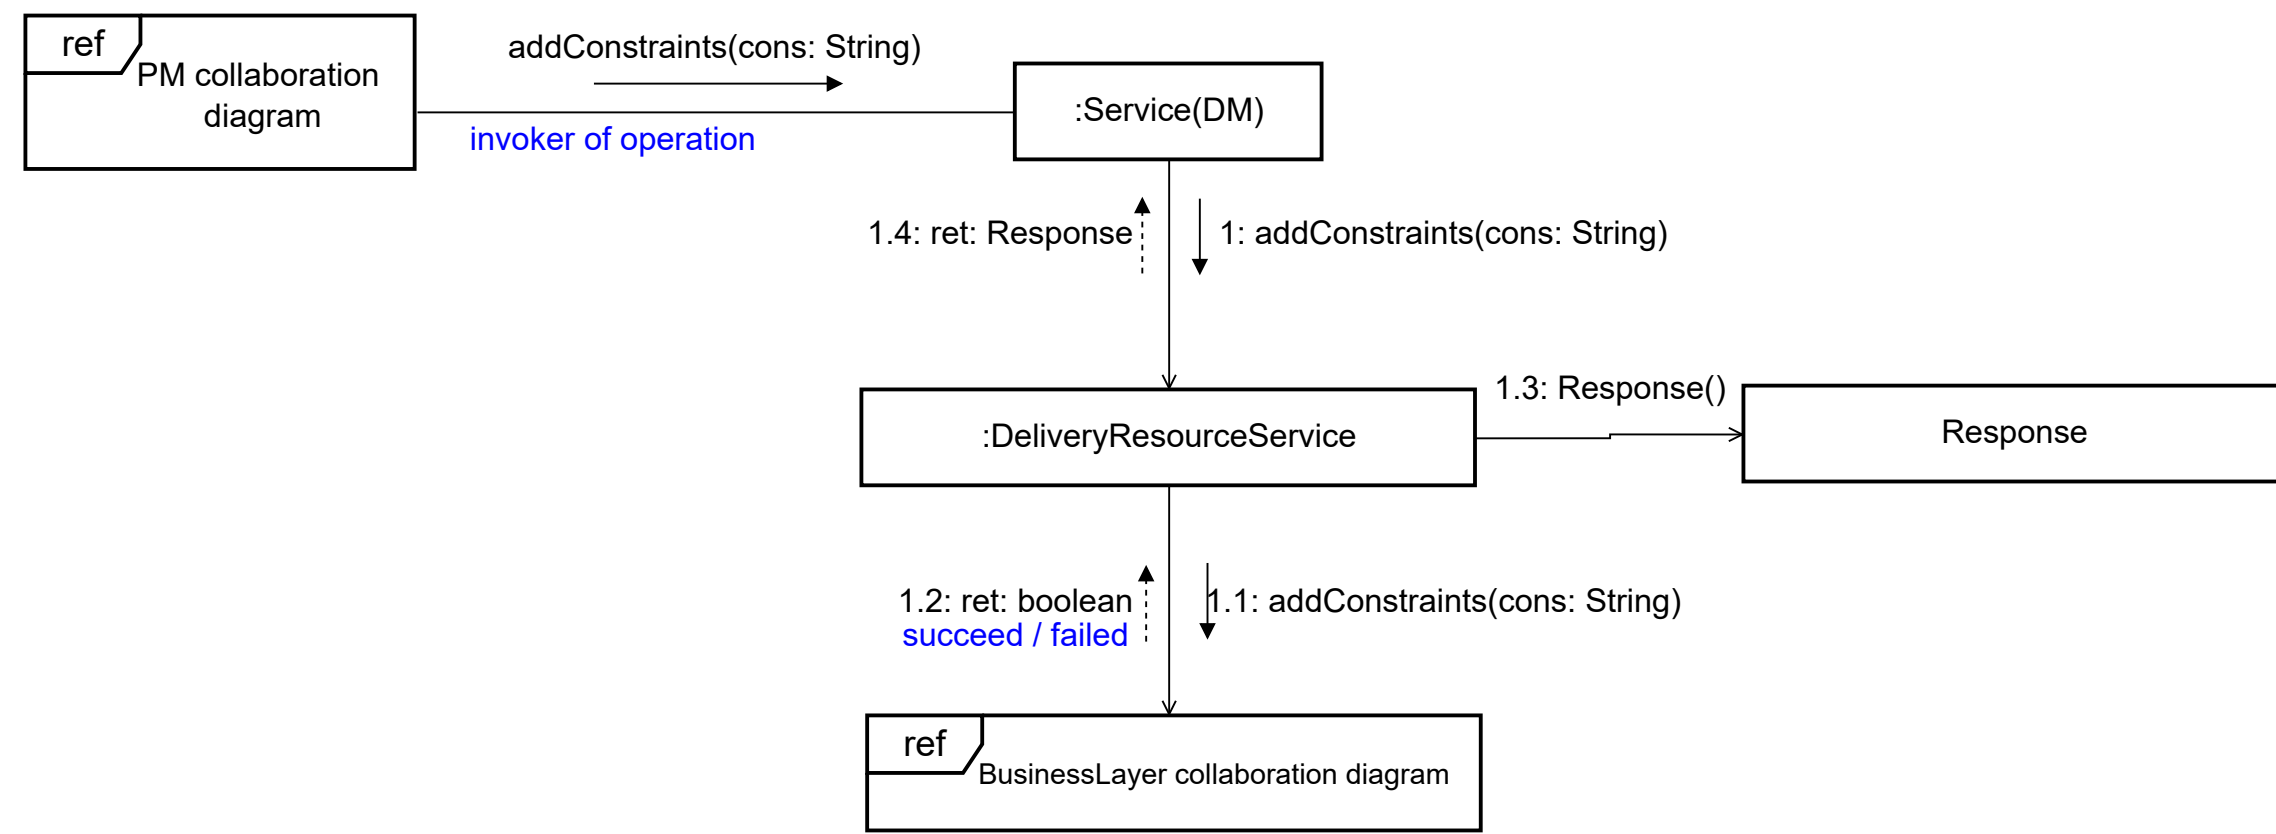 ref
PM collaboration
diagram
addConstraints(cons: String)
invoker of operation
:Service(DM)
1.4: ret: Response
1: addConstraints(cons: String)
:DeliveryResourceService
1.3: Response()
Response
1.2: ret: boolean
succeed / failed
1.1: addConstraints(cons: String)
ref
BusinessLayer collaboration diagram